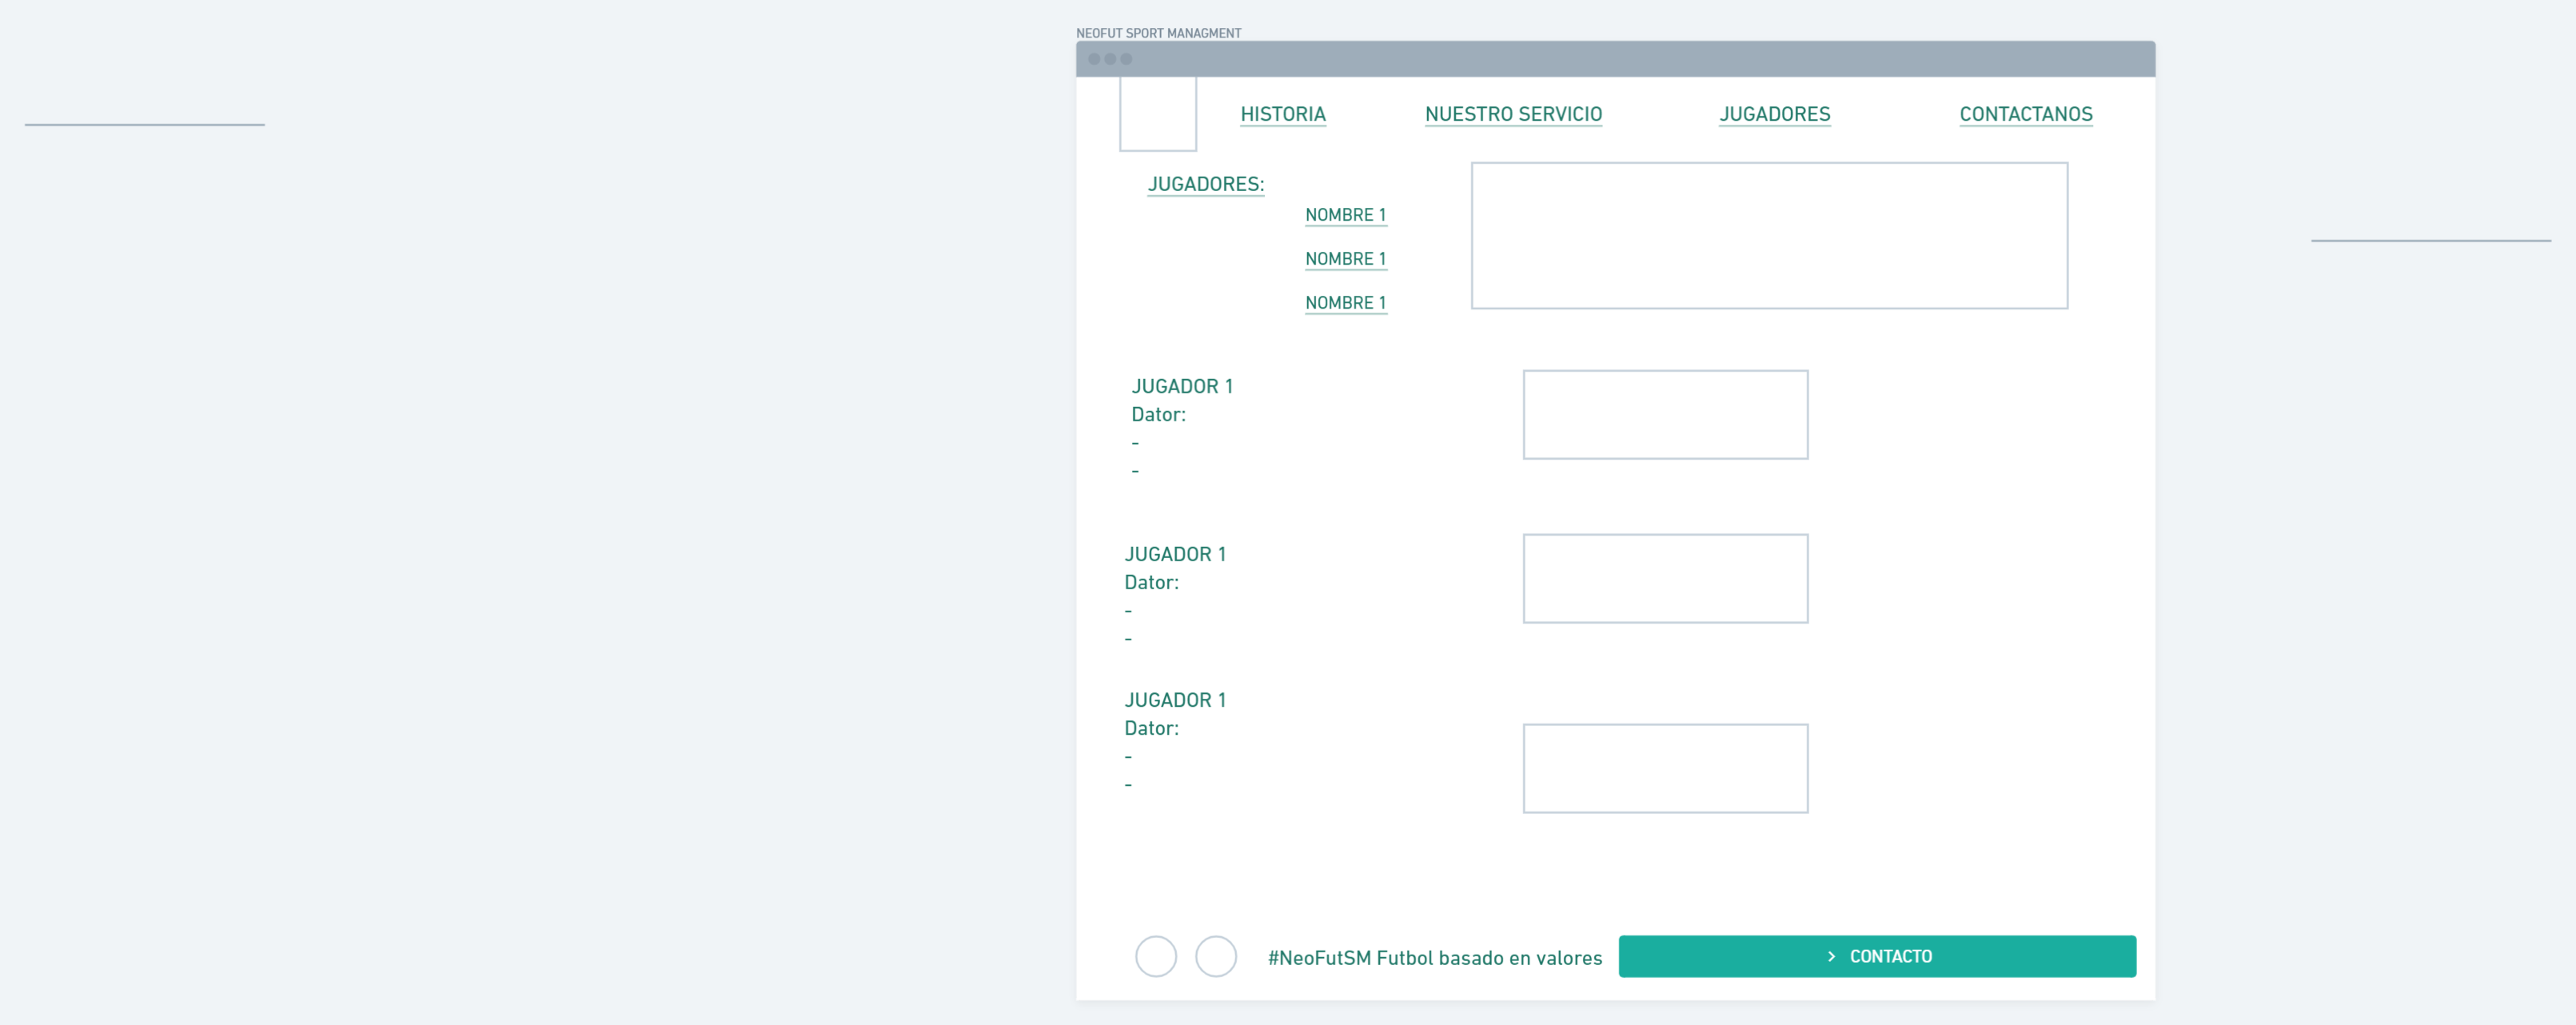 NEOFUT SPORT MANAGMENT
HISTORIA
NUESTRO SERVICIO
JUGADORES
CONTACTANOS
JUGADORES:
NOMBRE 1
NOMBRE 1
NOMBRE 1
JUGADOR 1
Dator:
-
-
JUGADOR 1
Dator:
-
-
JUGADOR 1
Dator:
-
-
#NeoFutSM Futbol basado en valores
> CONTACTO